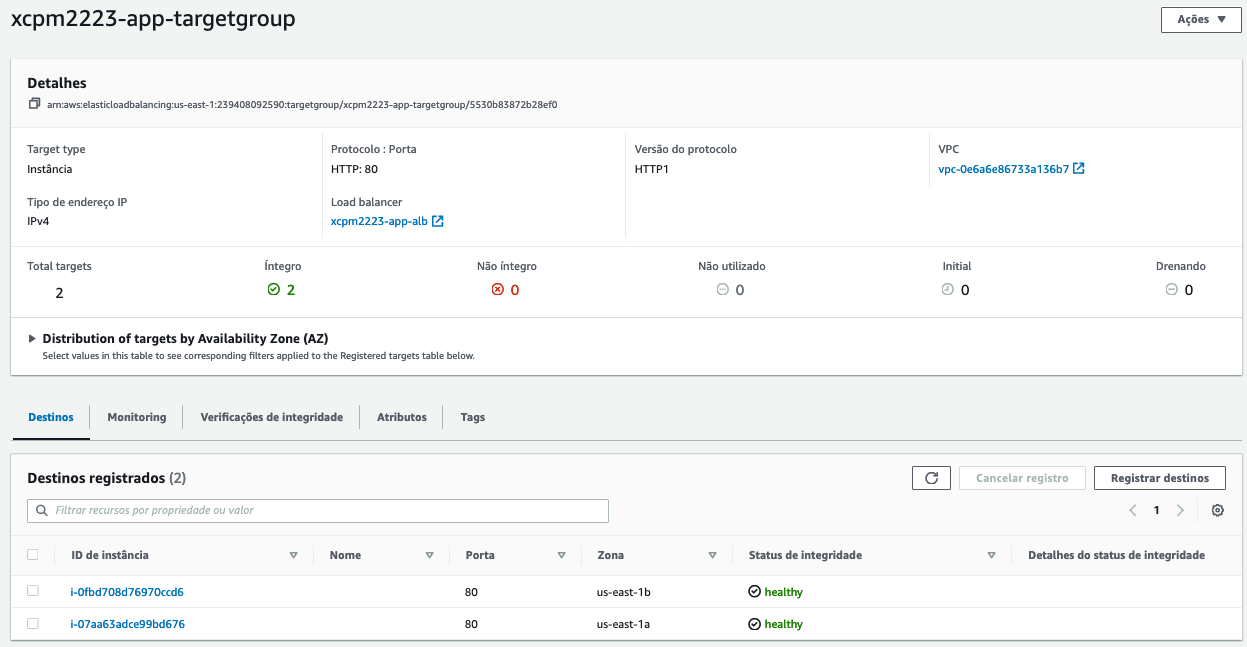 xcpm2223-app-targetgroup
Ações
Detalhes
arn:aws:elasticloadbalancing:us-east-1:239408092590:targetgroup/xcpm2223-app-targetgroup/5530b83872b28ef0
Target type
Instância
Protocolo : Porta
HTTP: 80
Versão do protocolo
HTTP1
VPC
vpc-0e6a6e86733a136b7
Tipo de endereço IP
IPv4
Load balancer
xcpm2223-app-alb
Total targets
2
Íntegro
2
Não íntegro
0
Não utilizado
0
Initial
0
Drenando
0
Distribution of targets by Availability Zone (AZ)
Select values in this table to see corresponding filters applied to the Registered targets table below.
Destinos Monitoring Verificações de integridade Atributos Tags
Destinos registrados (2)
Cancelar registro
Registrar destinos
Filtrar recursos por propriedade ou valor
1
ID de instância Nome Porta Zona Status de integridade Detalhes do status de integridade
i-0fbd708d76970ccd6 80 us-east-1b healthy
i-07aa63adce99bd676 80 us-east-1a healthy